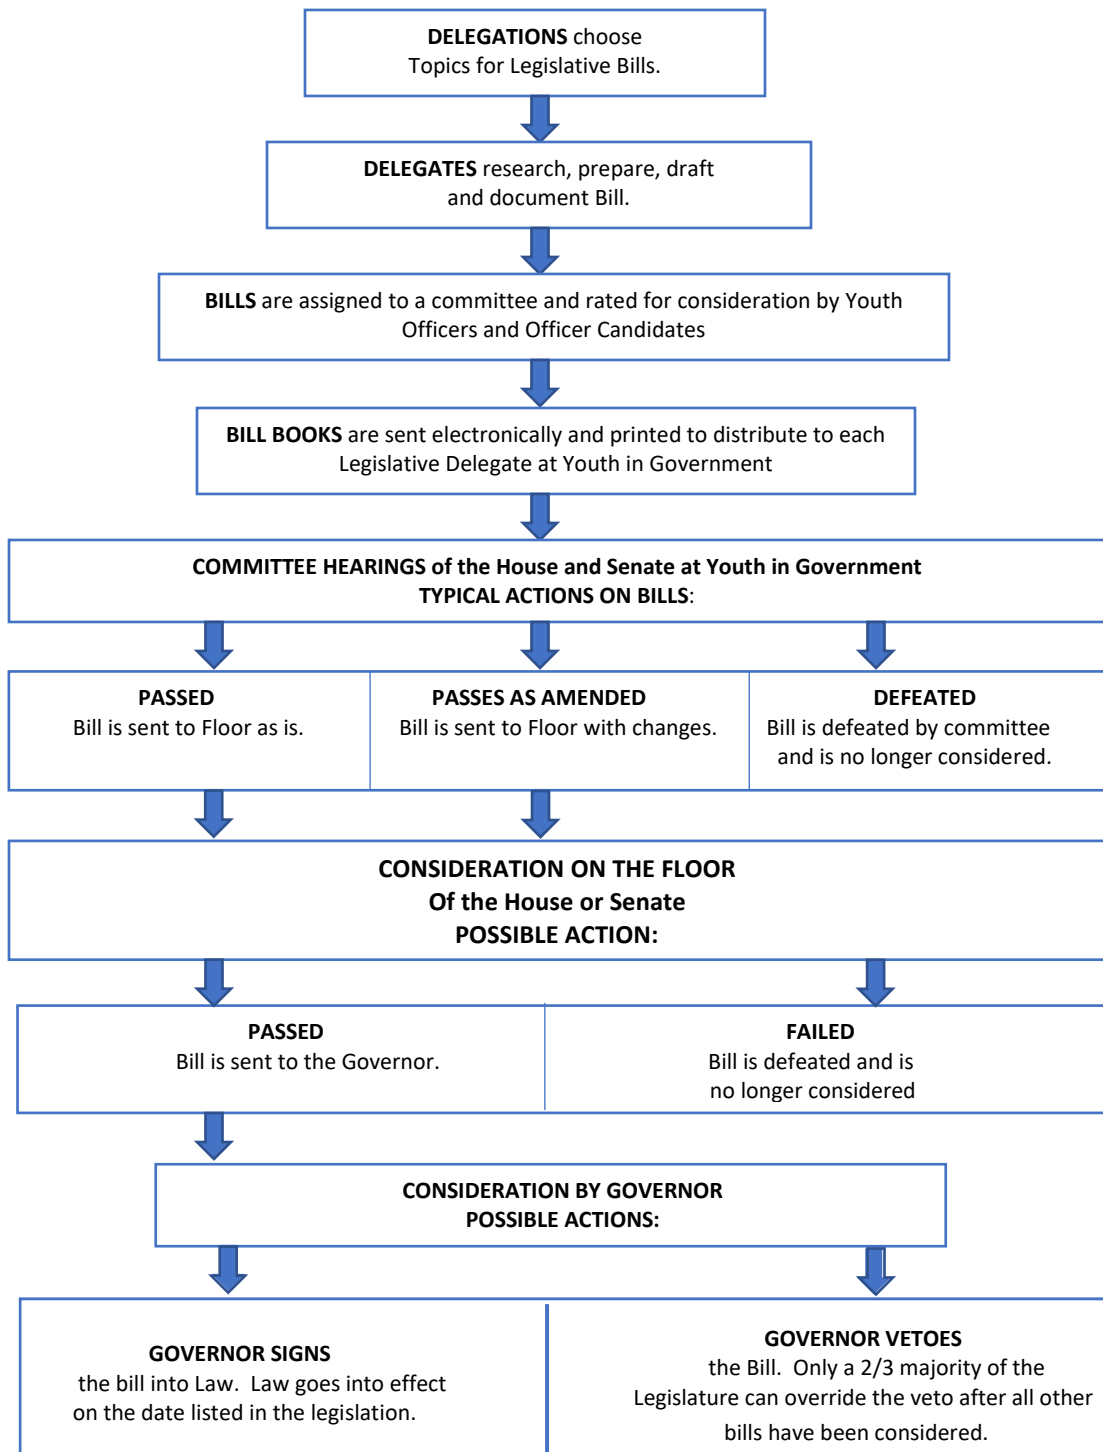 DELEGATIONS choose
Topics for Legislative Bills.
DELEGATES research, prepare, draft
and document Bill.
BILLS are assigned to a committee and rated for consideration by Youth
Officers and Officer Candidates
BILL BOOKS are sent electronically and printed to distribute to each
Legislative Delegate at Youth in Government
COMMITTEE HEARINGS of the House and Senate at Youth in Government
TYPICAL ACTIONS ON BILLS:
PASSED
Bill is sent to Floor as is.
PASSES AS AMENDED
Bill is sent to Floor with changes.
DEFEATED
Bill is defeated by committee
and is no longer considered.
CONSIDERATION ON THE FLOOR
Of the House or Senate
POSSIBLE ACTION:
PASSED
Bill is sent to the Governor.
FAILED
Bill is defeated and is
no longer considered
CONSIDERATION BY GOVERNOR
POSSIBLE ACTIONS:
GOVERNOR SIGNS
the bill into Law. Law goes into effect
on the date listed in the legislation.
GOVERNOR VETOES
the Bill. Only a 2/3 majority of the
Legislature can override the veto after all other
bills have been considered.